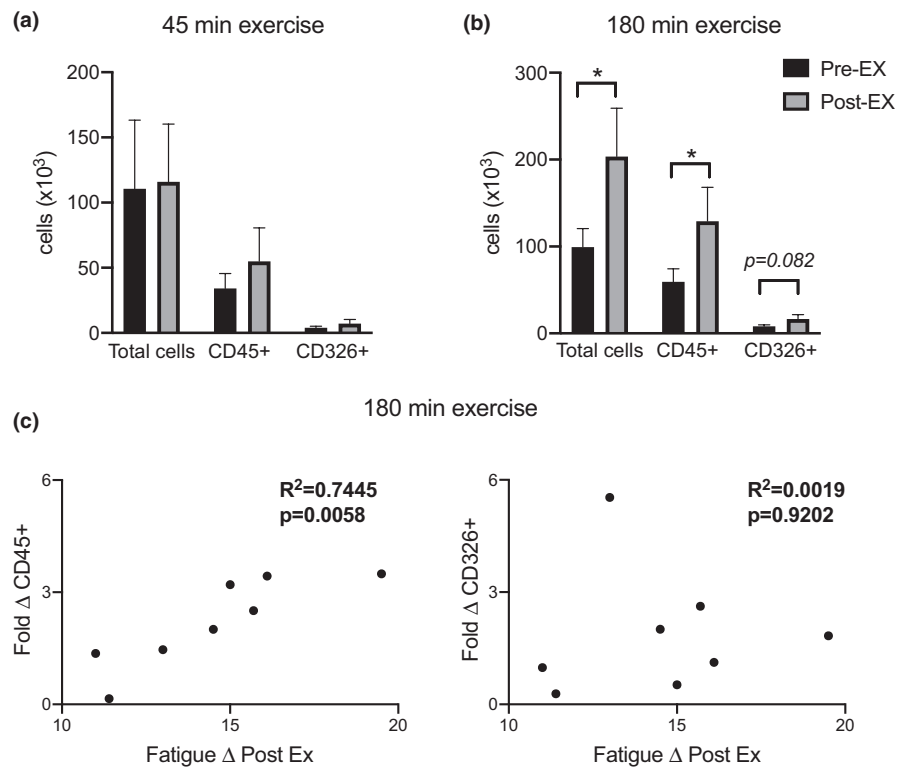 (a)
45 min exercise
cells (x10³)
200
150
100
50
0
Total cells CD45+ CD326+
(b)
180 min exercise
Pre-EX
Post-EX
cells (x10³)
300
200
100
0
*
*
p=0.082
Total cells CD45+ CD326+
(c)
180 min exercise
Fold Δ CD45+
6
3
0
R²=0.7445
p=0.0058
10 15 20
Fatigue Δ Post Ex
Fold Δ CD326+
6
3
0
R²=0.0019
p=0.9202
10 15 20
Fatigue Δ Post Ex